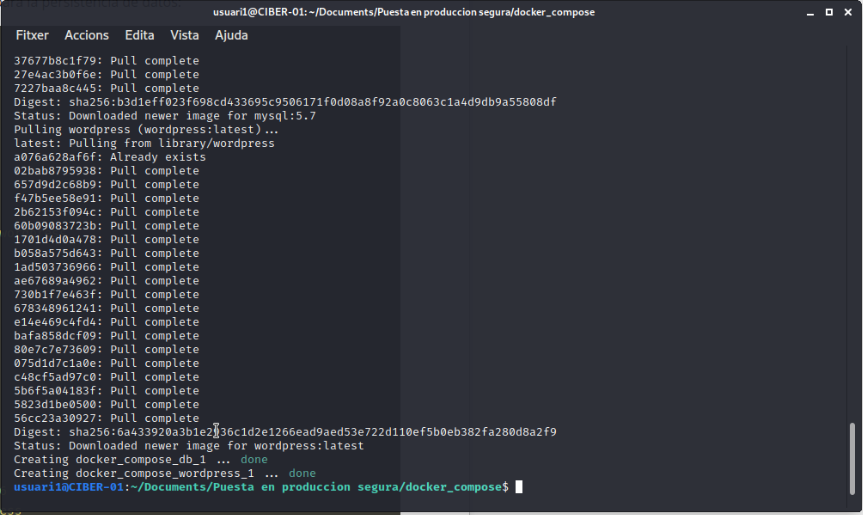 ra la persistencia de datos.
usuari1@CIBER-01: ~/Documents/Puesta en produccion segura/docker_compose
Fitxer Accions Edita Vista Ajuda
37677b8c1f79: Pull complete
27e4ac3b0f6e: Pull complete
7227baa8c445: Pull complete
Digest: sha256:b3d1eff023f698cd433695c9506171f0d08a8f92a0c8063c1a4d9db9a55808df
Status: Downloaded newer image for mysql:5.7
Pulling wordpress (wordpress:latest)...
latest: Pulling from library/wordpress
a076a628af6f: Already exists
02bab8795938: Pull complete
657d9d2c68b9: Pull complete
f47b5ee58e91: Pull complete
2b62153f094c: Pull complete
60b09083723b: Pull complete
1701d4d0a478: Pull complete
b058a575d643: Pull complete
1ad503736966: Pull complete
ae67689a4962: Pull complete
730b1f7e463f: Pull complete
678348961241: Pull complete
e14e469c4fd4: Pull complete
bafa858dcf09: Pull complete
80e7c7e73609: Pull complete
075d1d7c1a0e: Pull complete
c48cf5ad97c0: Pull complete
5b6f5a04183f: Pull complete
5823d1be0500: Pull complete
56cc23a30927: Pull complete
Digest: sha256:
Status: Downloaded newer image for wordpress:latest
Creating docker_compose_db_1 ... done
Creating docker_compose_wordpress_1 ... done
usuari1@CIBER-01:~/Documents/Puesta en produccion segura/docker_compose$